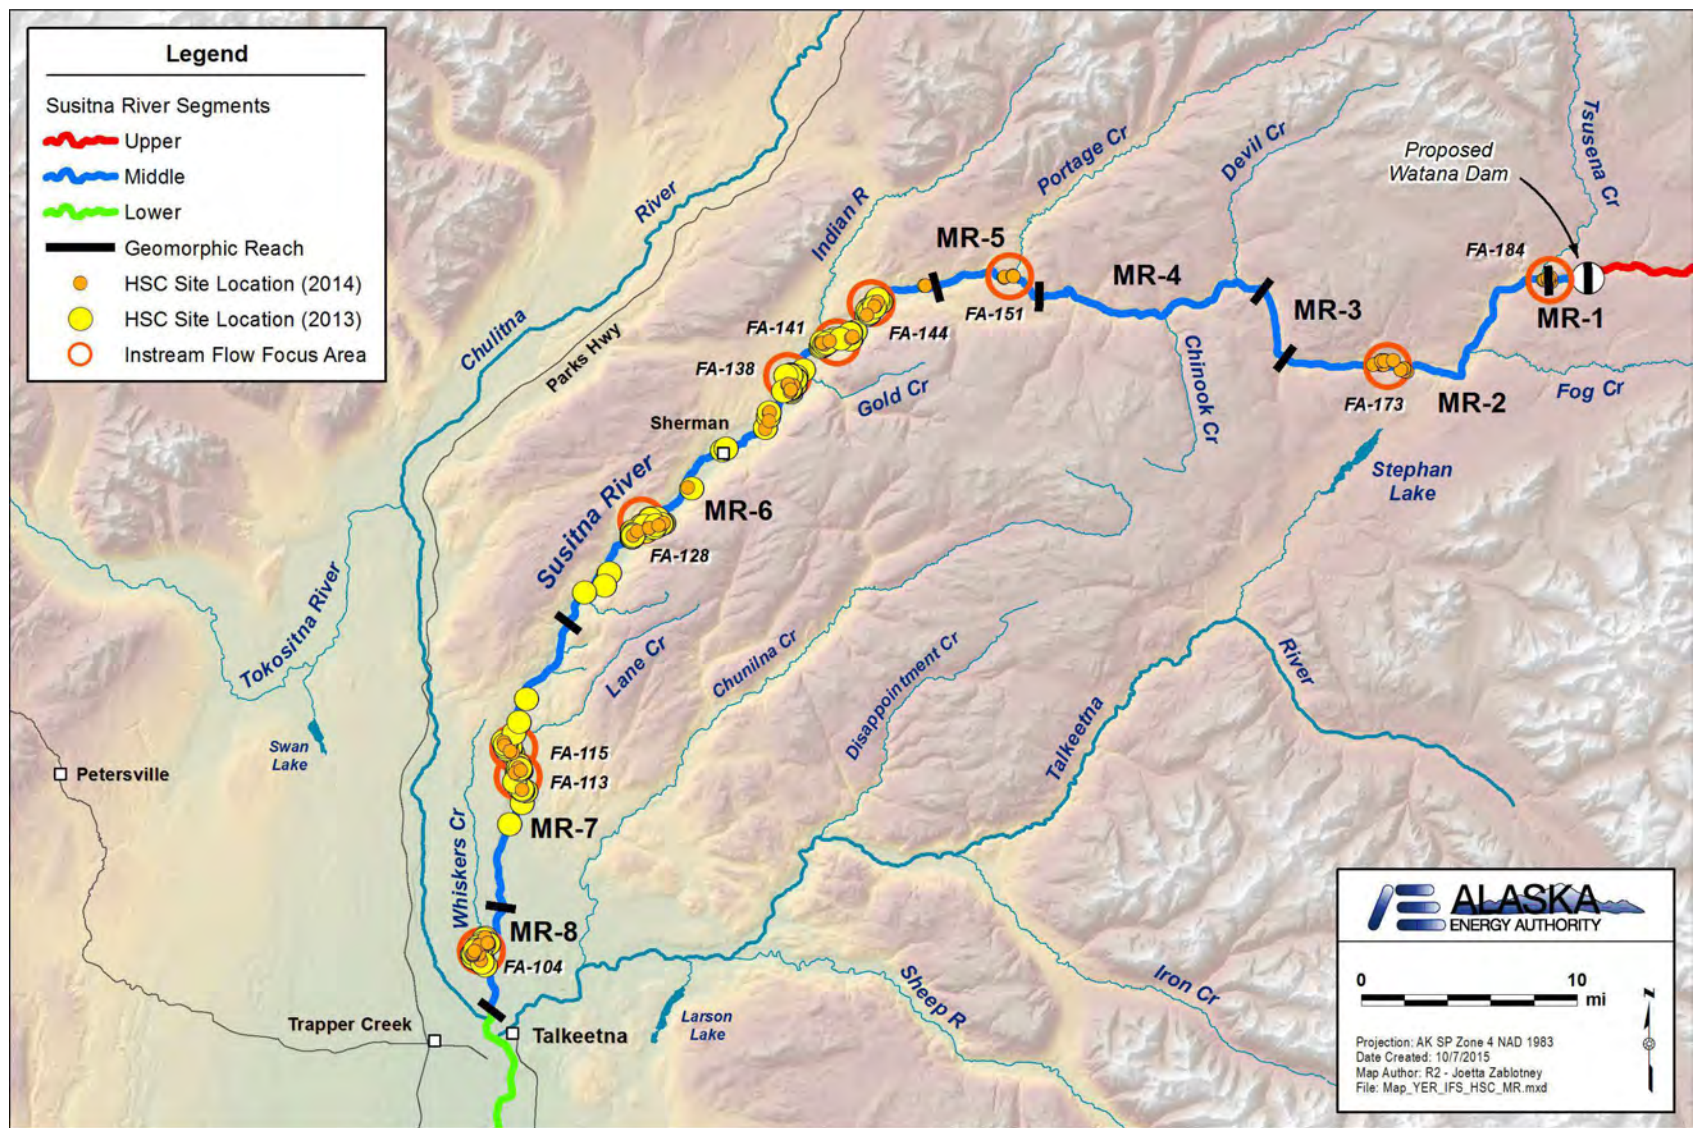 Legend
Susitna River Segments
Upper
Middle
Lower
Geomorphic Reach
HSC Site Location (2014)
HSC Site Location (2013)
Instream Flow Focus Area
Chulitna
River
Parks Hwy
Indian R
Portage Cr
Devil Cr
Tsusena Cr
Proposed
Watana Dam
MR-5
MR-4
FA-184
MR-3
MR-1
FA-151
FA-144
FA-141
FA-138
Gold Cr
Chinook Cr
FA-173
MR-2
Fog Cr
Sherman
Stephan
Lake
Susitna River
MR-6
FA-128
Tokositna River
Lane Cr
Chunilna Cr
Disappointment Cr
River
Talkeetna
Swan
Lake
Petersville
FA-115
FA-113
MR-7
Whiskers Cr
MR-8
FA-104
Sheep R
Iron Cr
Larson
Lake
Trapper Creek
Talkeetna
ALASKA
ENERGY AUTHORITY
0 10
mi
N
Projection: AK SP Zone 4 NAD 1983
Date Created: 10/7/2015
Map Author: R2 - Joetta Zablotney
File: Map_YER_IFS_HSC_MR.mxd